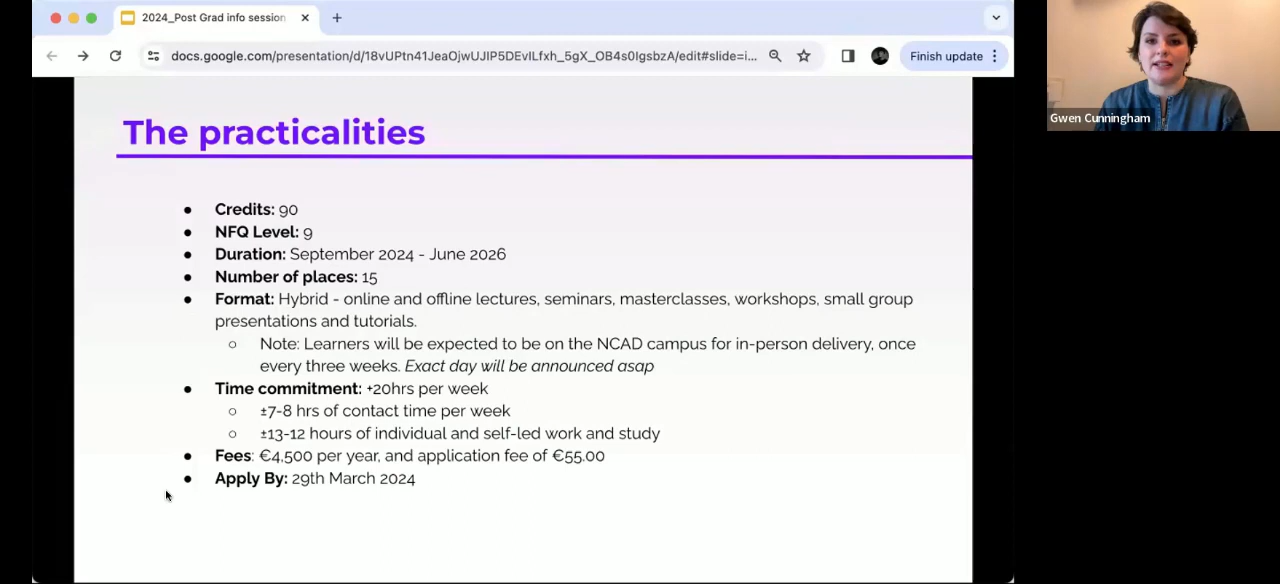 2024_Post Grad info session
docs.google.com/presentation/d/18vUPtn41JeaOjwUJIP5DEvILfxh_5gX_OB4s0IgsbzA/edit#slide=i...
Finish update
Gwen Cunningham
The practicalities
● Credits: 90
● NFQ Level: 9
● Duration: September 2024 - June 2026
● Number of places: 15
● Format: Hybrid - online and offline lectures, seminars, masterclasses, workshops, small group
presentations and tutorials.
○ Note: Learners will be expected to be on the NCAD campus for in-person delivery, once
every three weeks. Exact day will be announced asap
● Time commitment: +20hrs per week
○ ±7-8 hrs of contact time per week
○ ±13-12 hours of individual and self-led work and study
● Fees: €4,500 per year, and application fee of €55.00
● Apply By: 29th March 2024